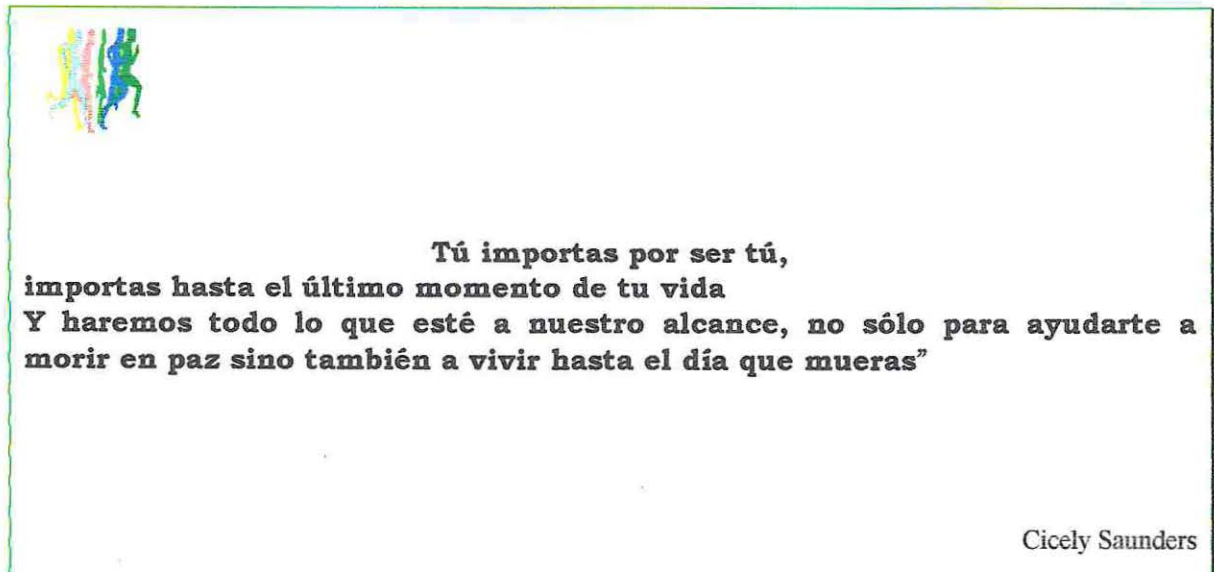 Tú importas por ser tú,
importas hasta el último momento de tu vida
Y haremos todo lo que esté a nuestro alcance, no sólo para ayudarte a
morir en paz sino también a vivir hasta el día que mueras”
Cicely Saunders